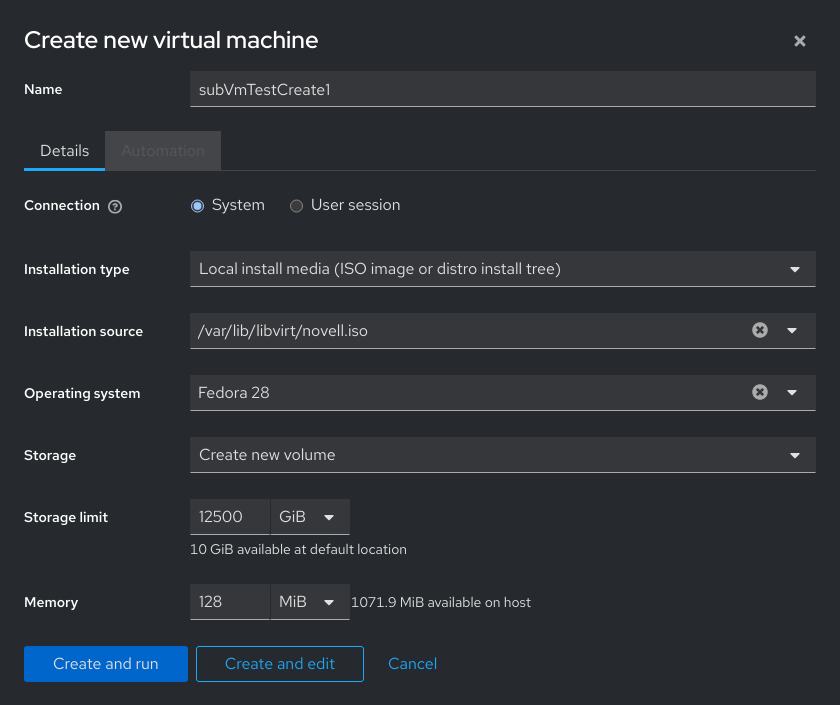 Create new virtual machine
Name
subVmTestCreate1
Details
Automation
Connection
System
User session
Installation type
Local install media (ISO image or distro install tree)
Installation source
/var/lib/libvirt/novell.iso
Operating system
Fedora 28
Storage
Create new volume
Storage limit
12500
GiB
10 GiB available at default location
Memory
128
MiB
1071.9 MiB available on host
Create and run
Create and edit
Cancel